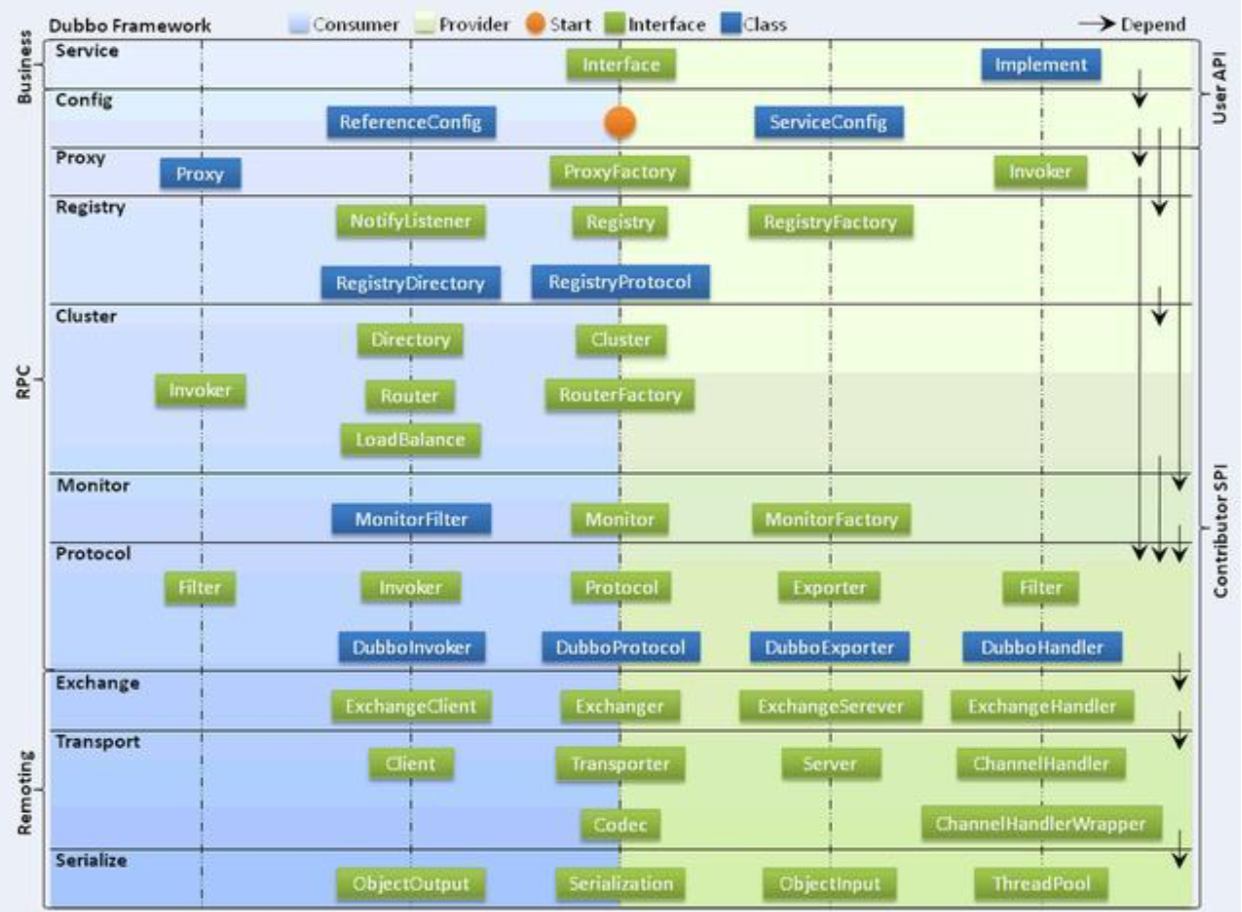 Dubbo Framework
Consumer
Provider
Start
Interface
Class
Depend
Business
User API
Service
Interface
Implement
Config
ReferenceConfig
ServiceConfig
Proxy
Proxy
ProxyFactory
Invoker
Registry
NotifyListener
Registry
RegistryFactory
RegistryDirectory
RegistryProtocol
RPC
Contributor SPI
Cluster
Directory
Cluster
Invoker
Router
RouterFactory
LoadBalance
Monitor
MonitorFilter
Monitor
MonitorFactory
Protocol
Filter
Invoker
Protocol
Exporter
Filter
DubboInvoker
DubboProtocol
DubboExporter
DubboHandler
Remoting
Exchange
ExchangeClient
Exchanger
ExchangeSerever
ExchangeHandler
Transport
Client
Transporter
Server
ChannelHandler
Codec
ChannelHandlerWrapper
Serialize
ObjectOutput
Serialization
ObjectInput
ThreadPool